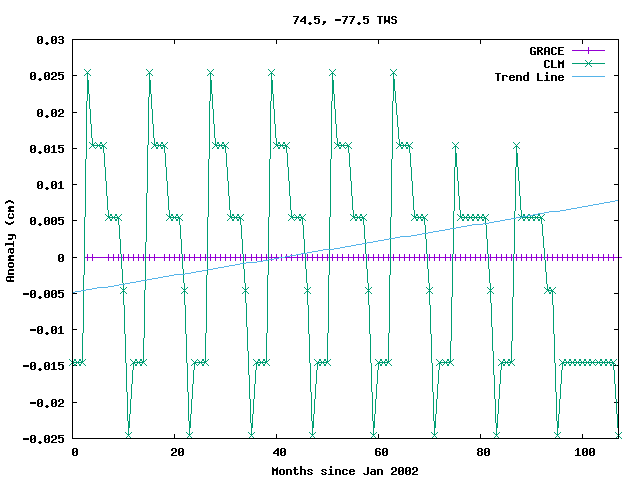 74.5, -77.5 TWS
0.03
0.025
0.02
0.015
0.01
0.005
0
-0.005
-0.01
-0.015
-0.02
-0.025
Anomaly (cm)
GRACE
CLM
Trend Line
0 20 40 60 80 100
Months since Jan 2002